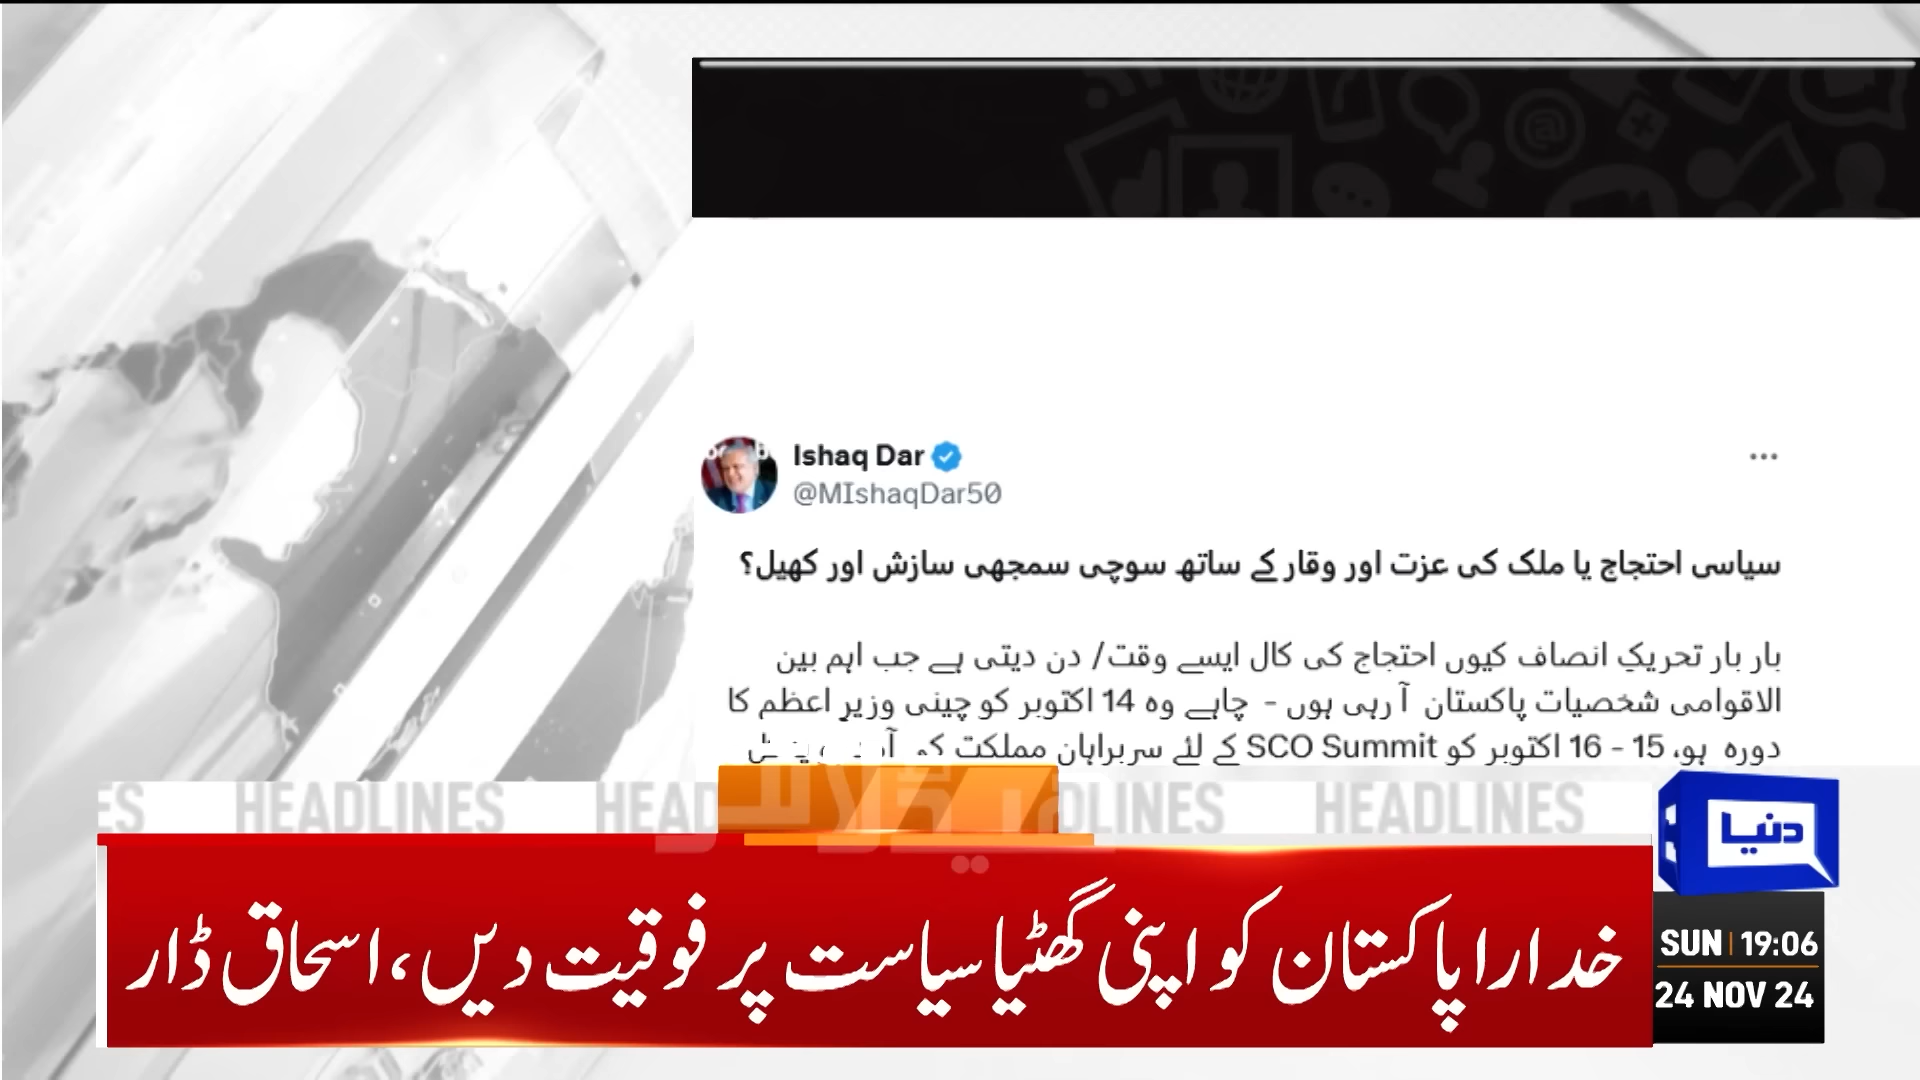 Ishaq Dar
@MIshaqDar50
سیاسی احتجاج یا ملک کی عزت اور وقار کے ساتھ سوچی سمجھی سازش اور کھیل؟
بار بار تحریکِ انصاف کیوں احتجاج کی کال ایسے وقت/ دن دیتی ہے جب اہم بین
الاقوامی شخصیات پاکستان آ رہی ہوں - چاہے وہ 14 اکتوبر کو چینی وزیرِ اعظم کا
دورہ ہو، 15 - 16 اکتوبر کو SCO Summit کے لئے سربراہان مملکت کی
HEADLINES HEADLINES
دنیا
خدارا پاکستان کو اپنی گھٹیا سیاست پر فوقیت دیں، اسحاق ڈار
SUN 19:06
24 NOV 24